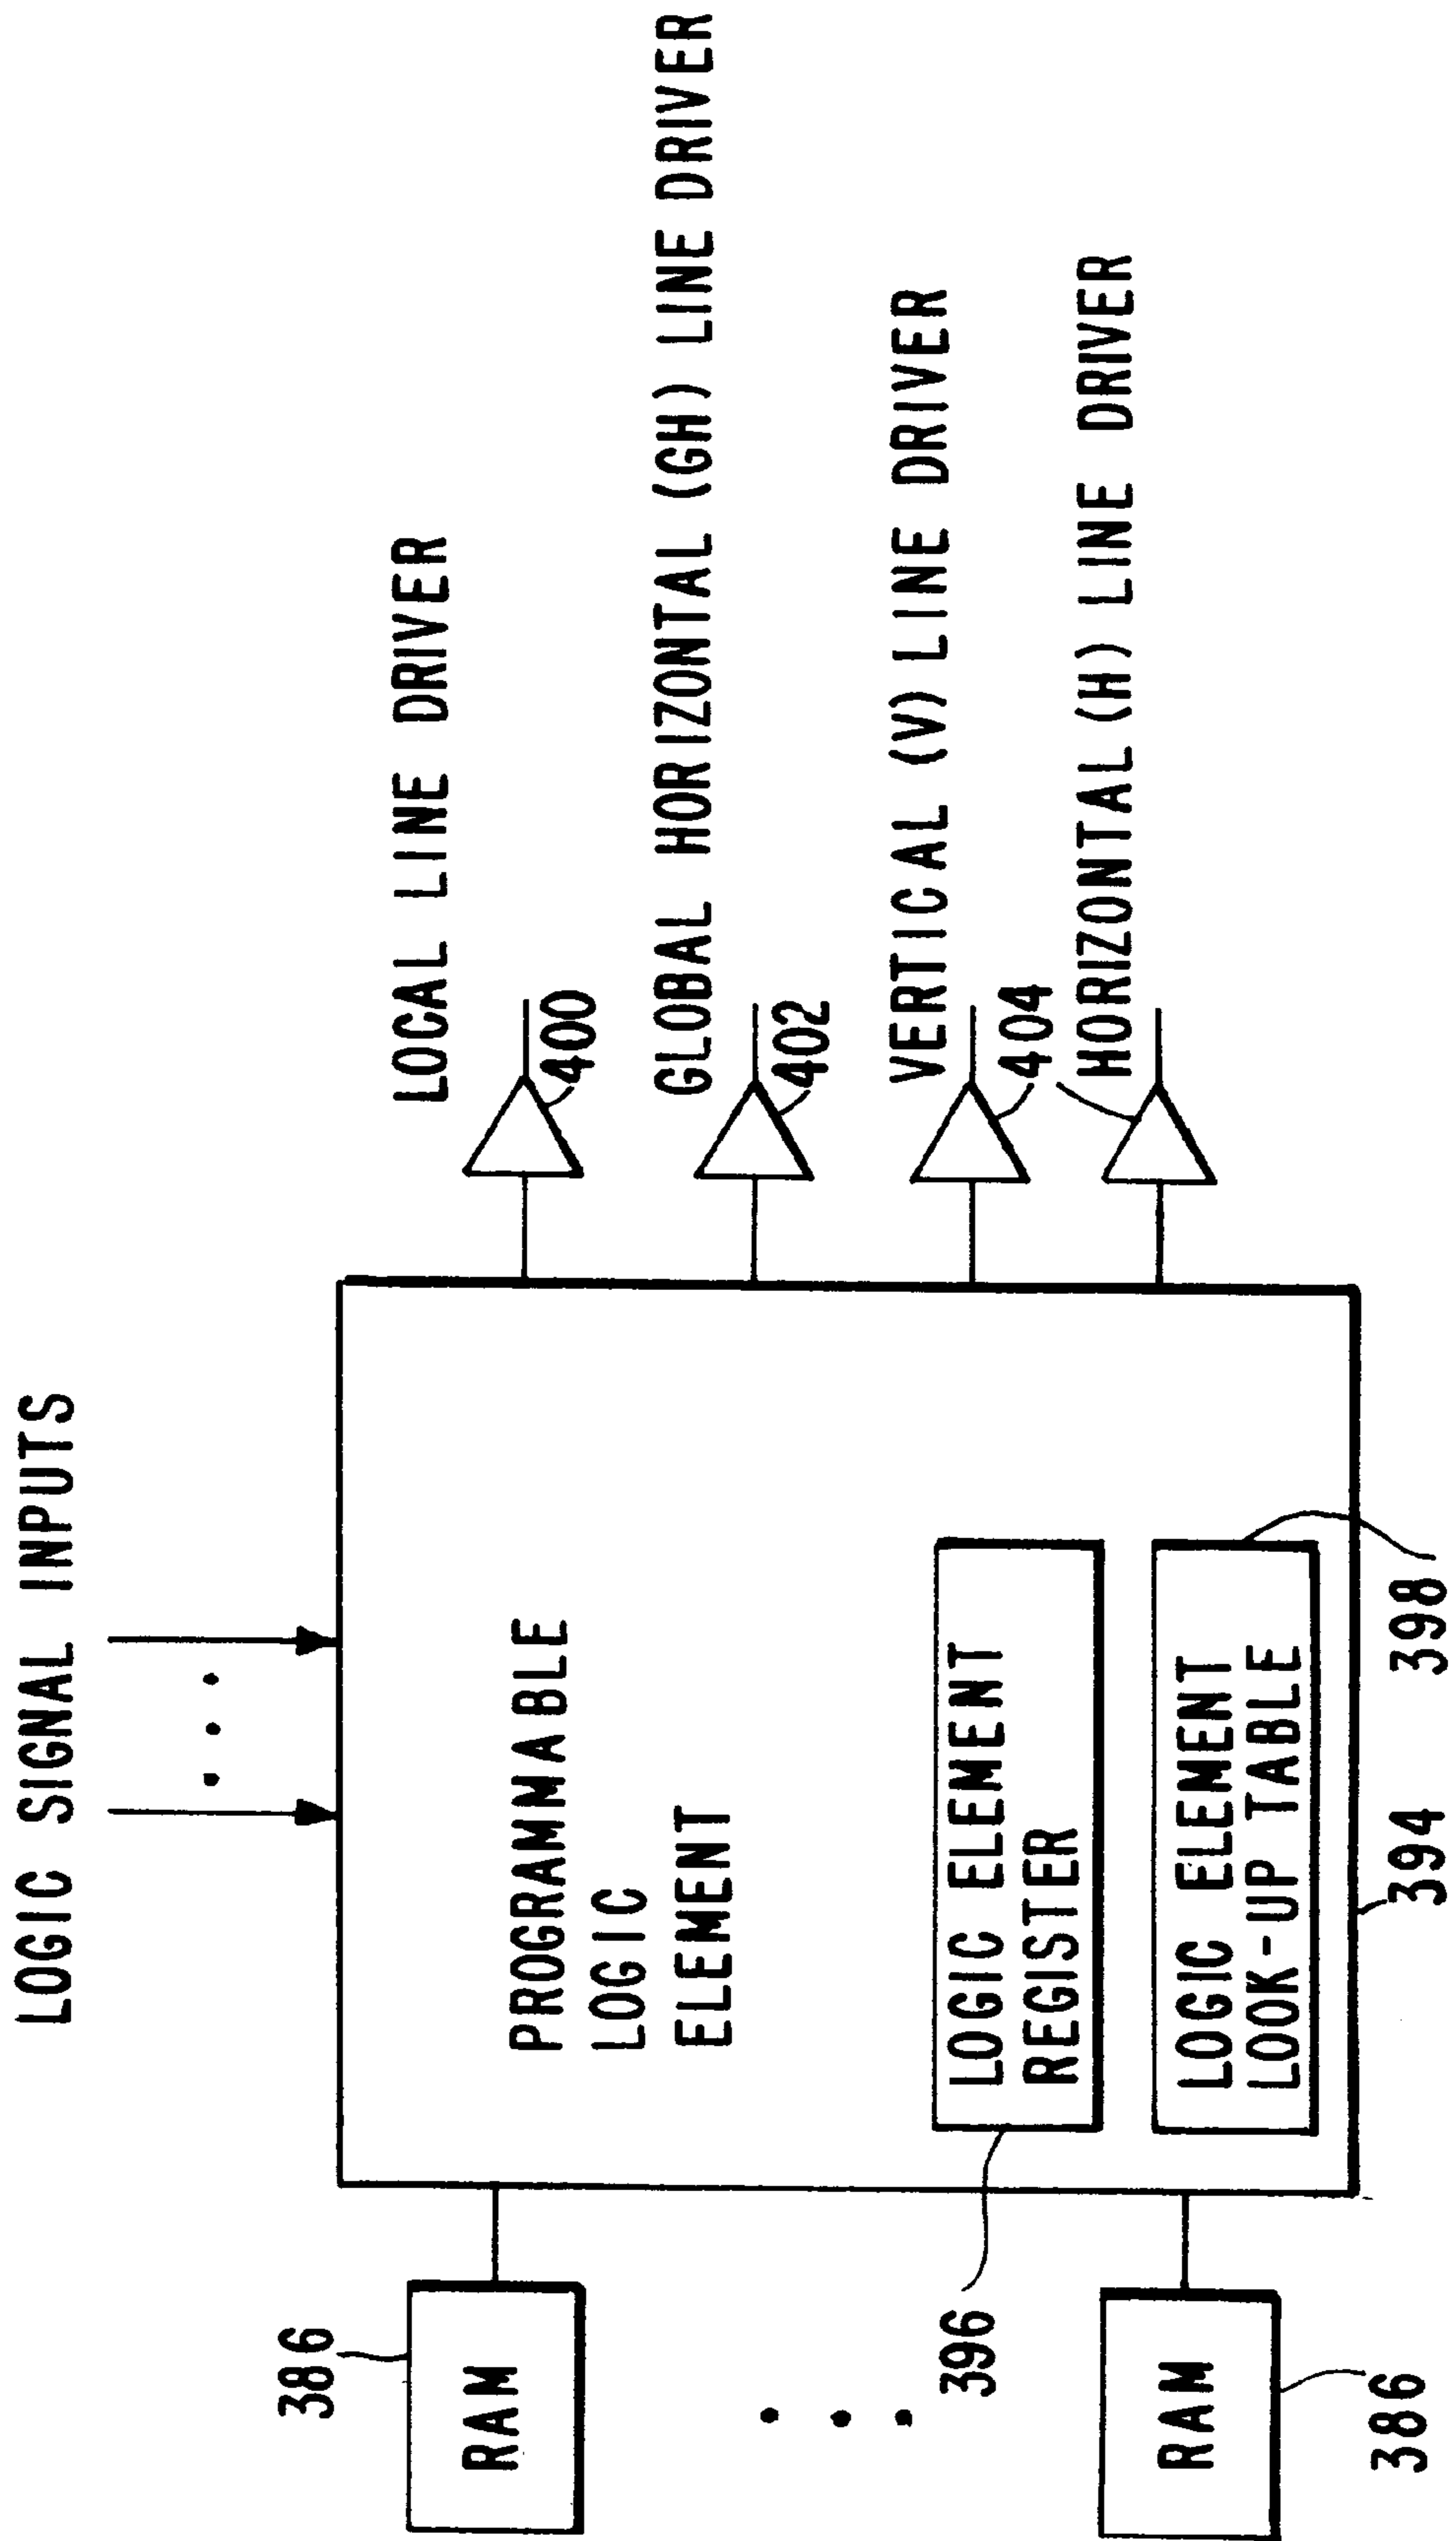 LOGIC SIGNAL INPUTS
386
RAM
RAM
386
PROGRAMMABLE
LOGIC
ELEMENT
396
LOGIC ELEMENT
REGISTER
LOGIC ELEMENT
LOOK-UP TABLE
394
398
LOCAL LINE DRIVER
400
GLOBAL HORIZONTAL (GH) LINE DRIVER
402
VERTICAL (V) LINE DRIVER
404
HORIZONTAL (H) LINE DRIVER